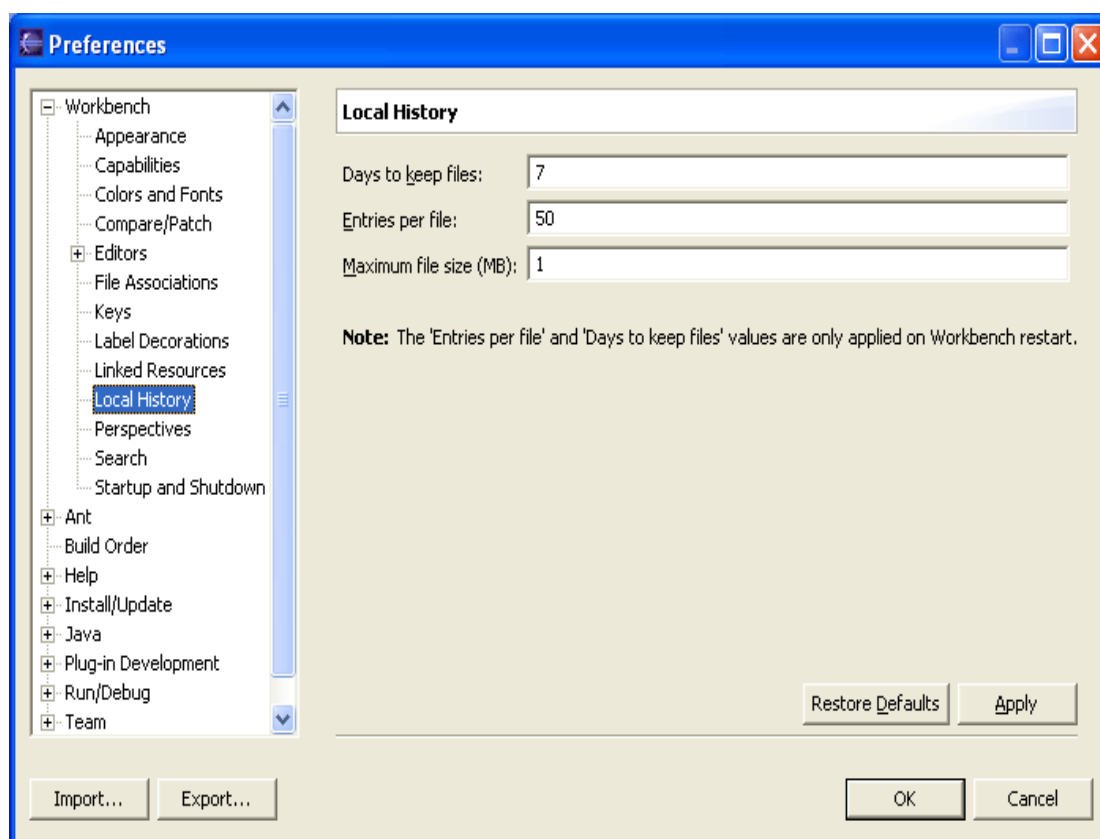 Preferences
Workbench
Appearance
Capabilities
Colors and Fonts
Compare/Patch
Editors
File Associations
Keys
Label Decorations
Linked Resources
Local History
Perspectives
Search
Startup and Shutdown
Ant
Build Order
Help
Install/Update
Java
Plug-in Development
Run/Debug
Team
Local History
Days to keep files: 7
Entries per file: 50
Maximum file size (MB): 1
Note: The 'Entries per file' and 'Days to keep files' values are only applied on Workbench restart.
Restore Defaults Apply
Import... Export... OK Cancel